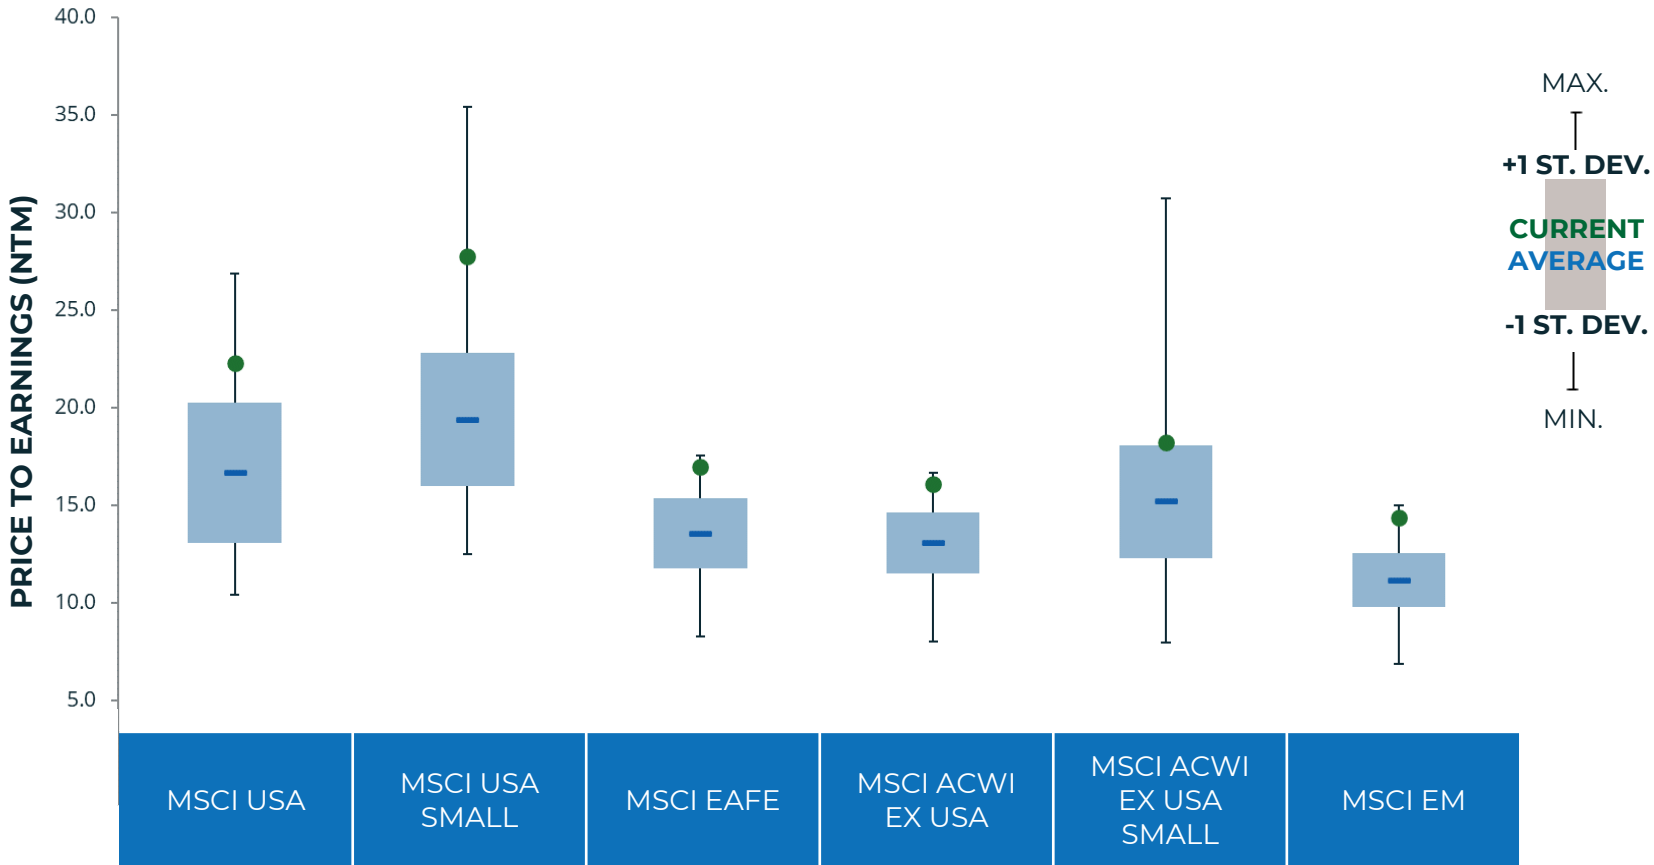 PRICE TO EARNINGS (NTM)
40.0
35.0
30.0
25.0
20.0
15.0
10.0
5.0
MSCI USA
MSCI USA
SMALL
MSCI EAFE
MSCI ACWI
EX USA
MSCI ACWI
EX USA
SMALL
MSCI EM
MAX.
+1 ST. DEV.
CURRENT
AVERAGE
-1 ST. DEV.
MIN.